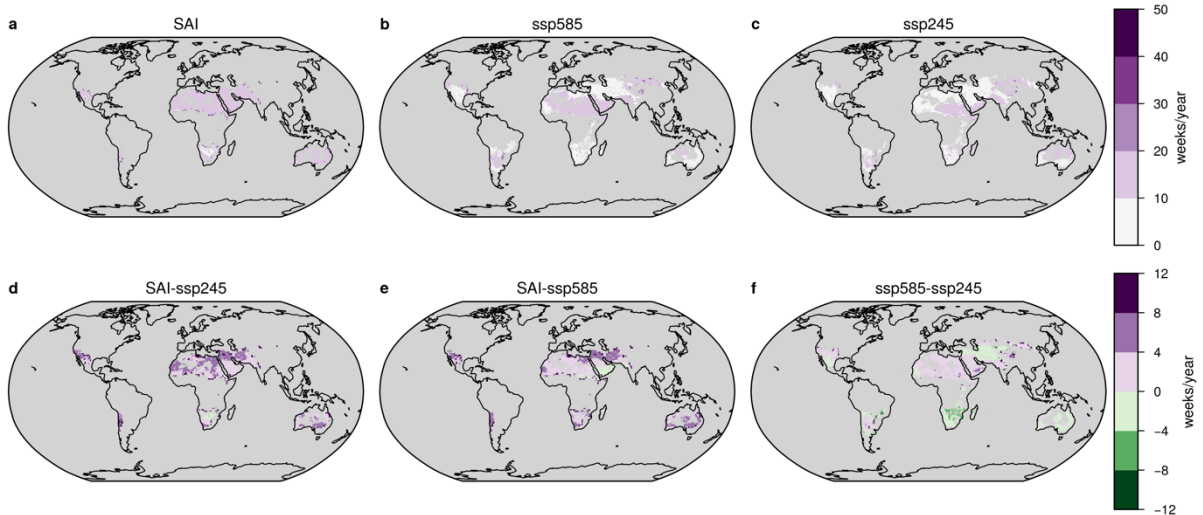 a SAI
b ssp585
c ssp245
50
40
30
20
10
0
weeks/year
d SAI-ssp245
e SAI-ssp585
f ssp585-ssp245
12
8
4
0
−4
−8
−12
weeks/year